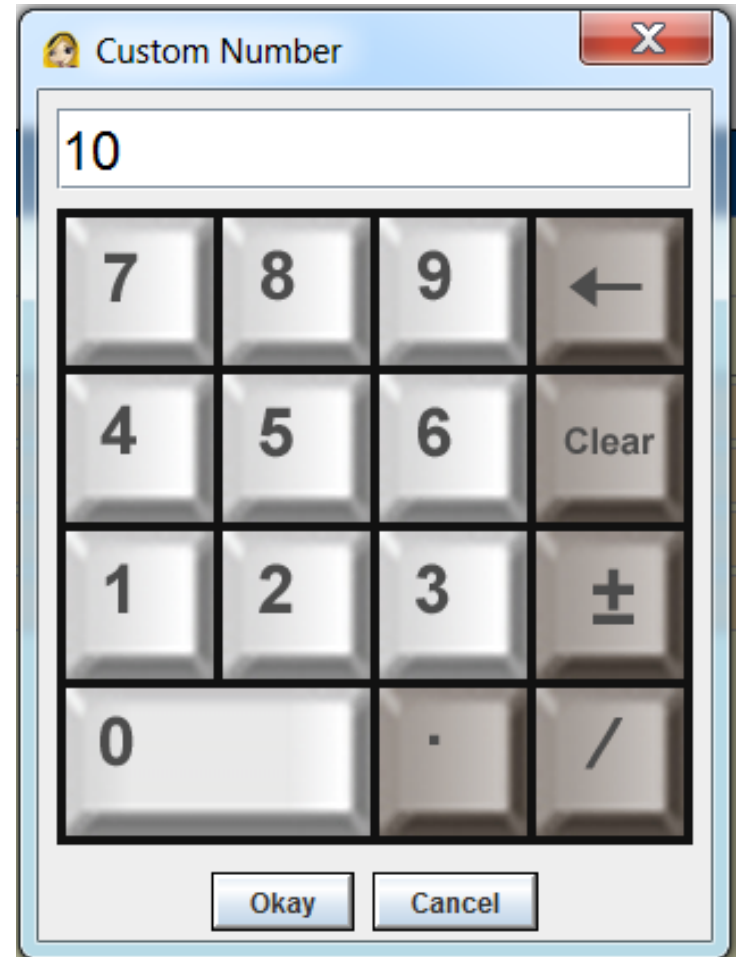 Custom Number
X
10
7 8 9 ←
4 5 6 Clear
1 2 3 ±
0 . /
Okay Cancel